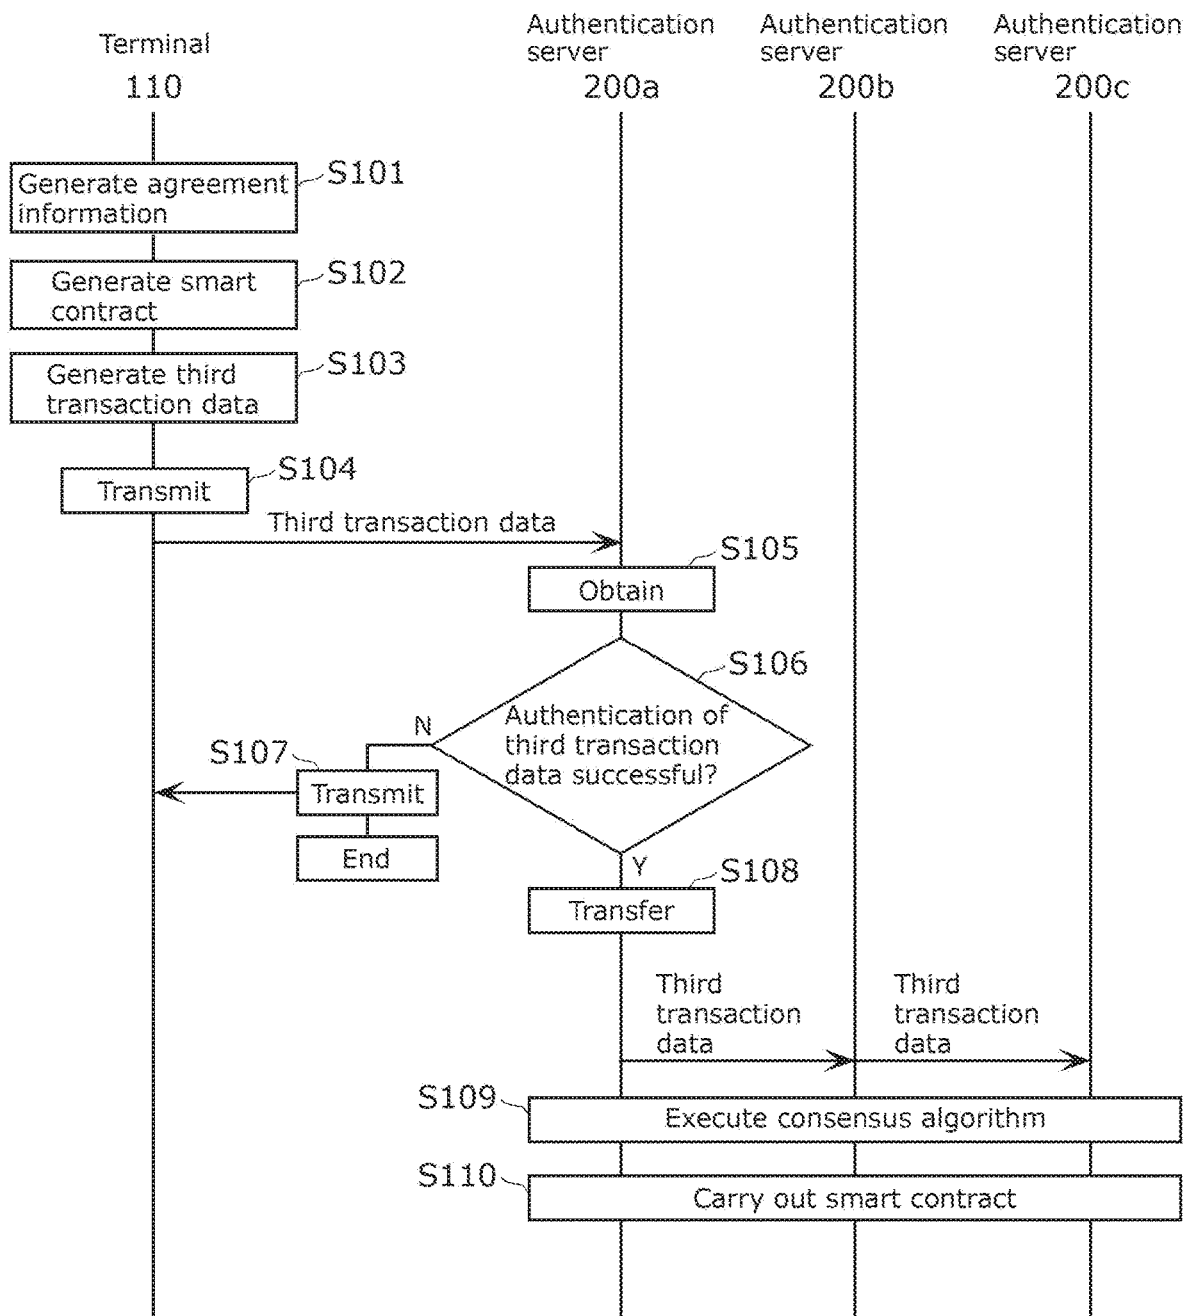 Terminal
110
Authentication
server
200a
Authentication
server
200b
Authentication
server
200c
Generate agreement
information
S101
Generate smart
contract
S102
Generate third
transaction data
S103
Transmit
S104
Third transaction data
Obtain
S105
Authentication of
third transaction
data successful?
S106
N
S107
Transmit
End
Y
S108
Transfer
Third
transaction
data
Third
transaction
data
S109
Execute consensus algorithm
S110
Carry out smart contract